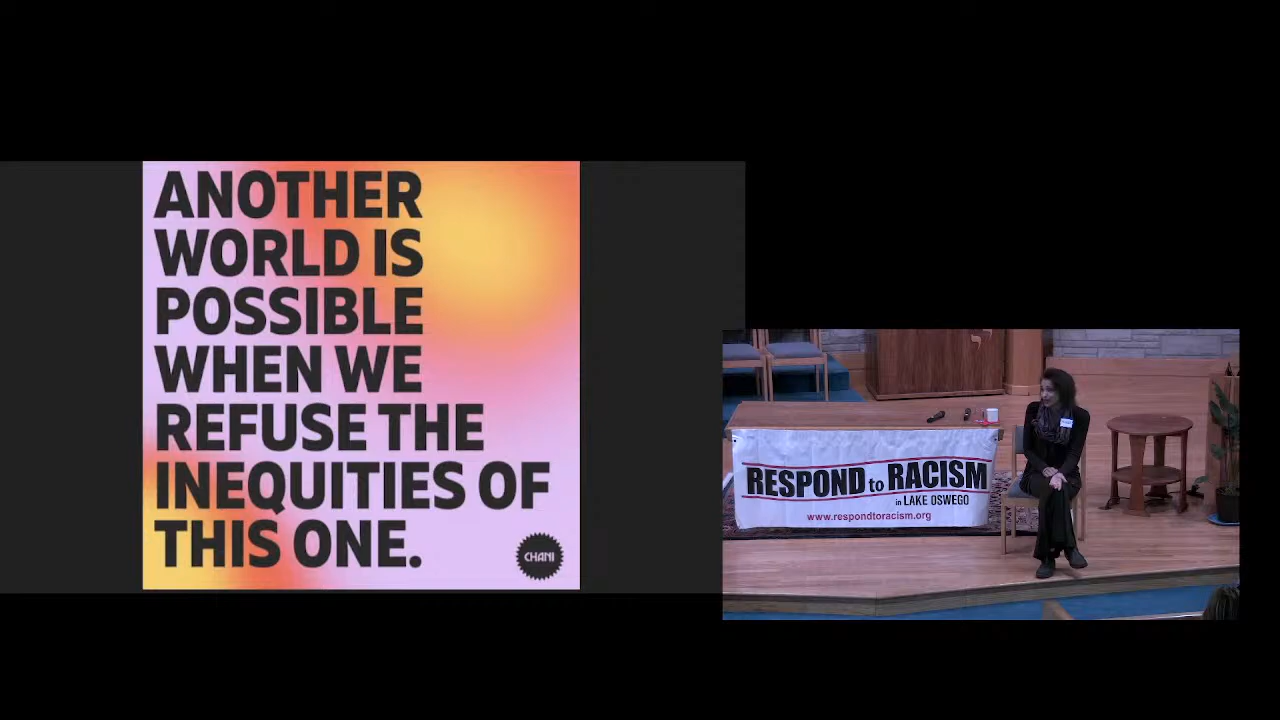 ANOTHER
WORLD IS
POSSIBLE
WHEN WE
REFUSE THE
INEQUITIES OF
THIS ONE.
CHANI
RESPOND to RACISM
in LAKE OSWEGO
www.respondtoracism.org